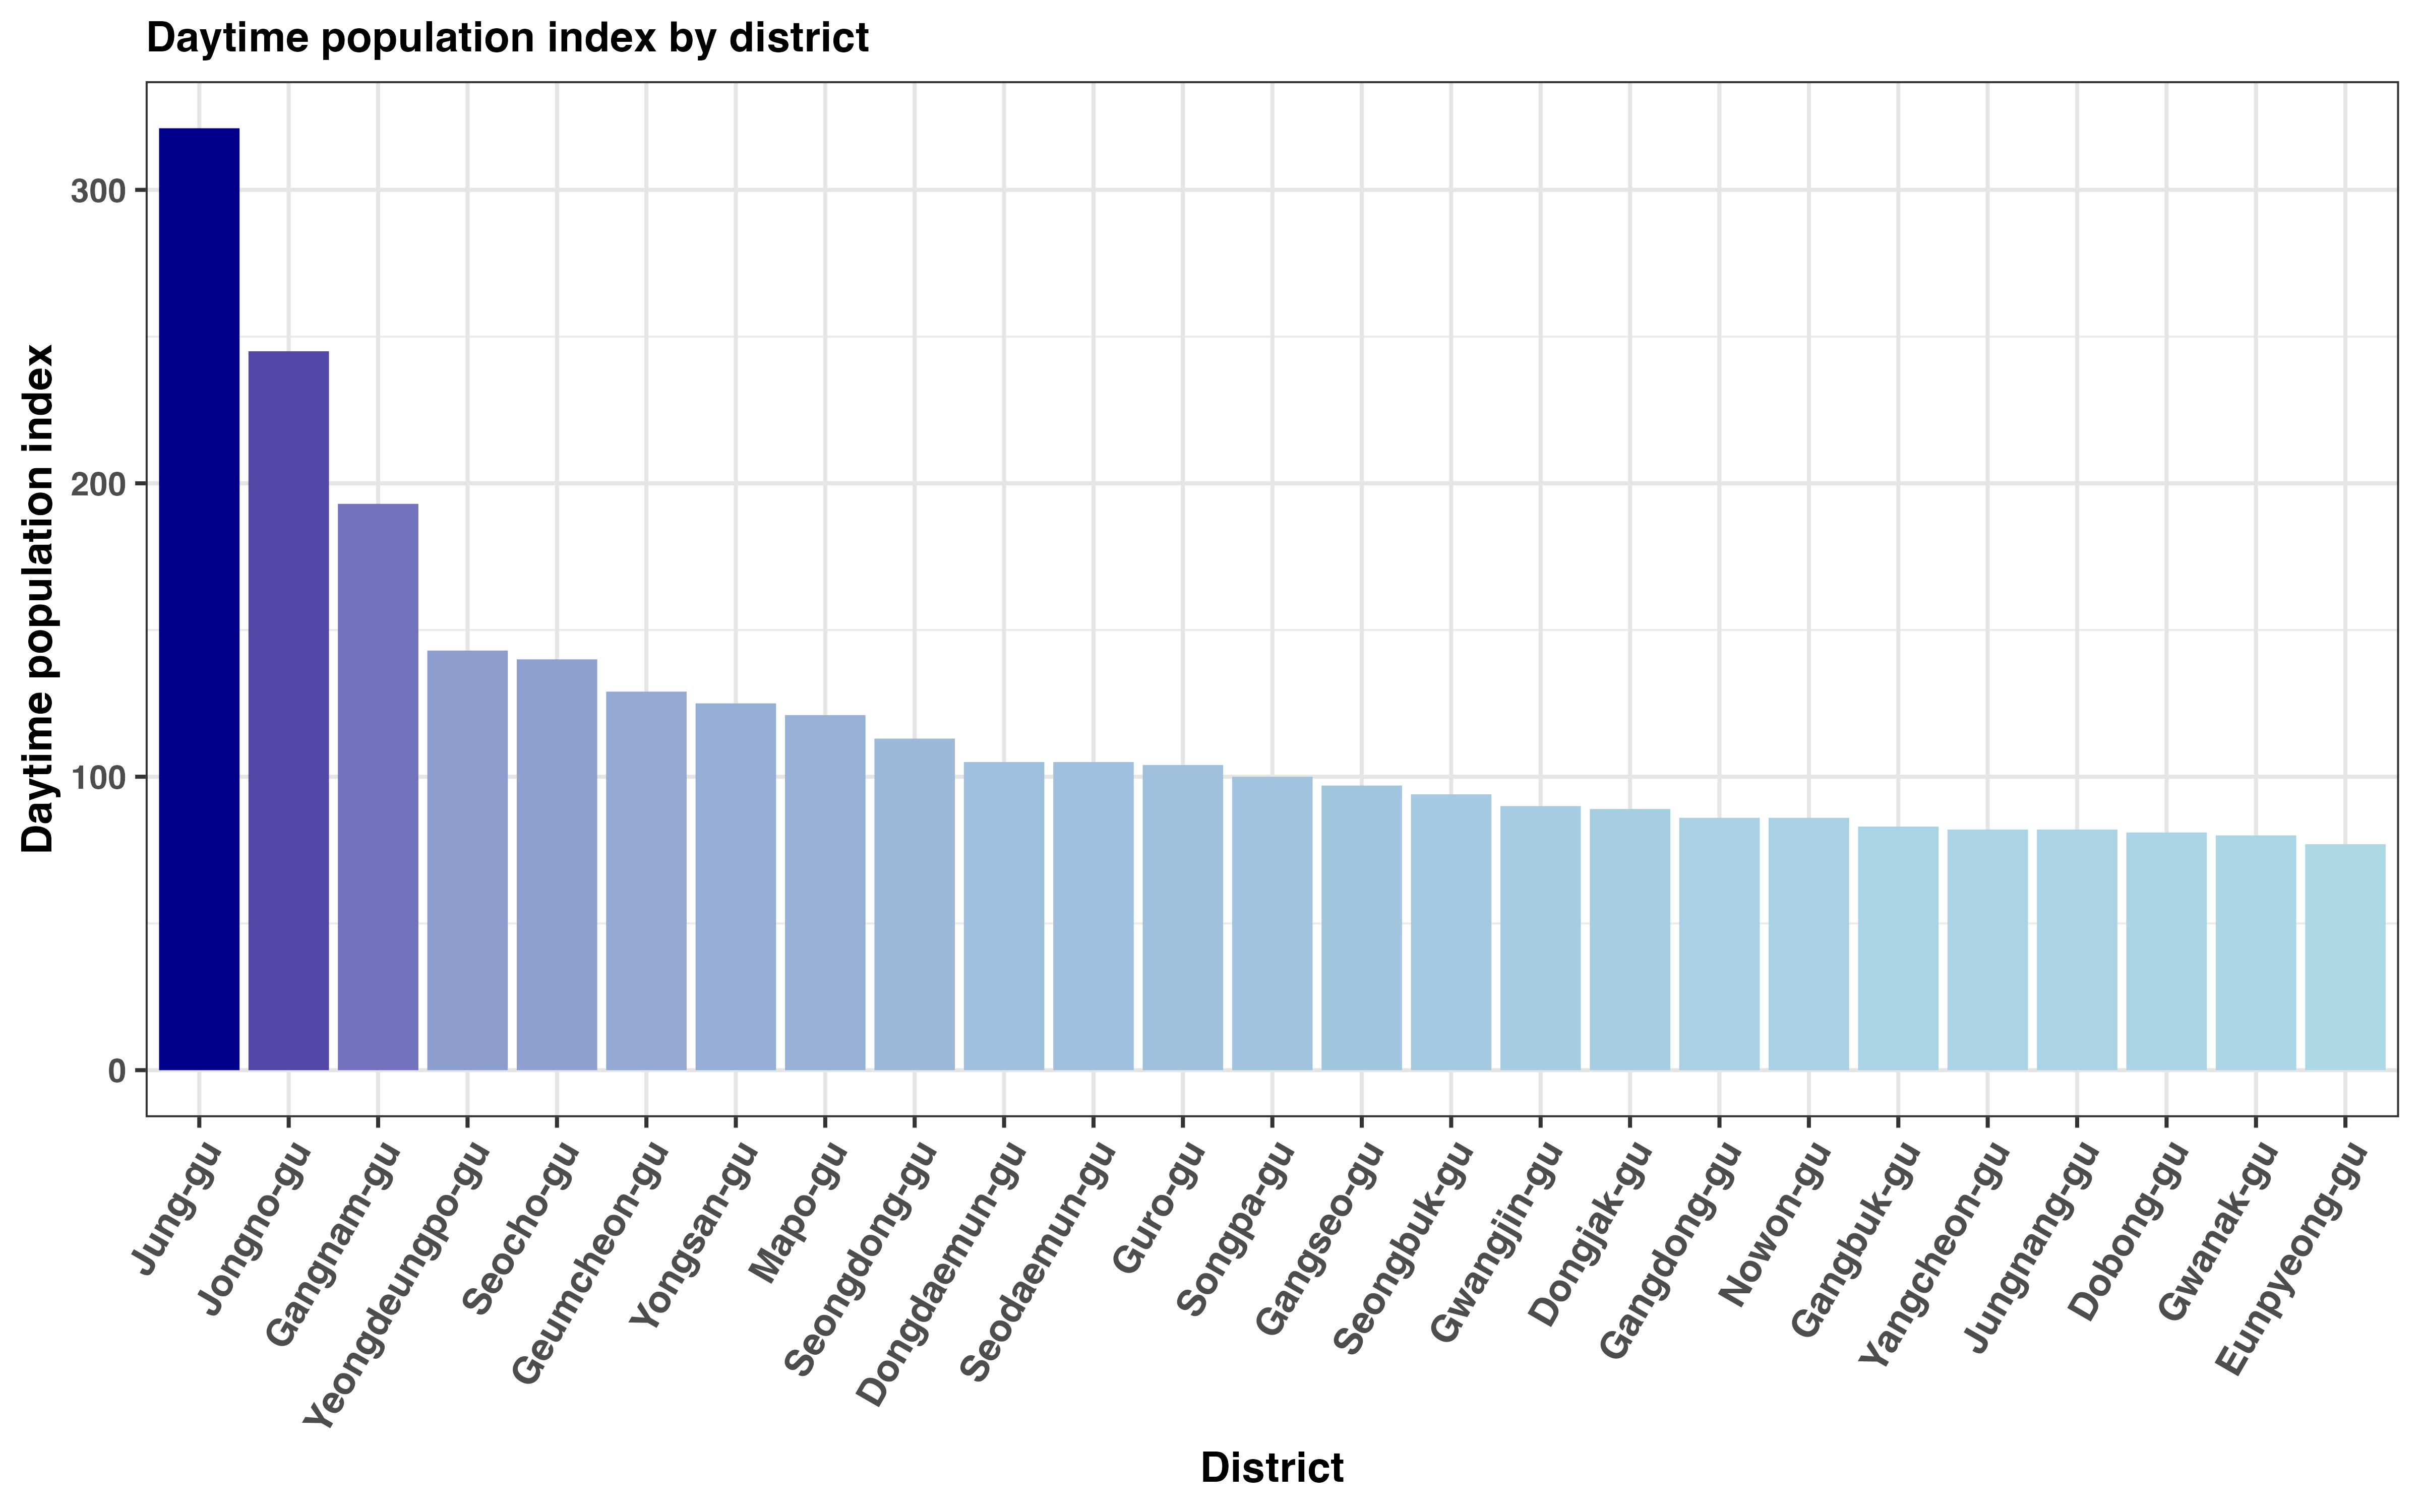 Daytime population index by district
Daytime population index
300
200
100
0
Jung-gu
Jongno-gu
Gangnam-gu
Yeongdeungpo-gu
Seocho-gu
Geumcheon-gu
Yongsan-gu
Mapo-gu
Seongdong-gu
Dongdaemun-gu
Seodaemun-gu
Guro-gu
Songpa-gu
Gangseo-gu
Seongbuk-gu
Gwangjin-gu
Dongjak-gu
Gangdong-gu
Nowon-gu
Gangbuk-gu
Yangcheon-gu
Jungnang-gu
Dobong-gu
Gwanak-gu
Eunpyeong-gu
District